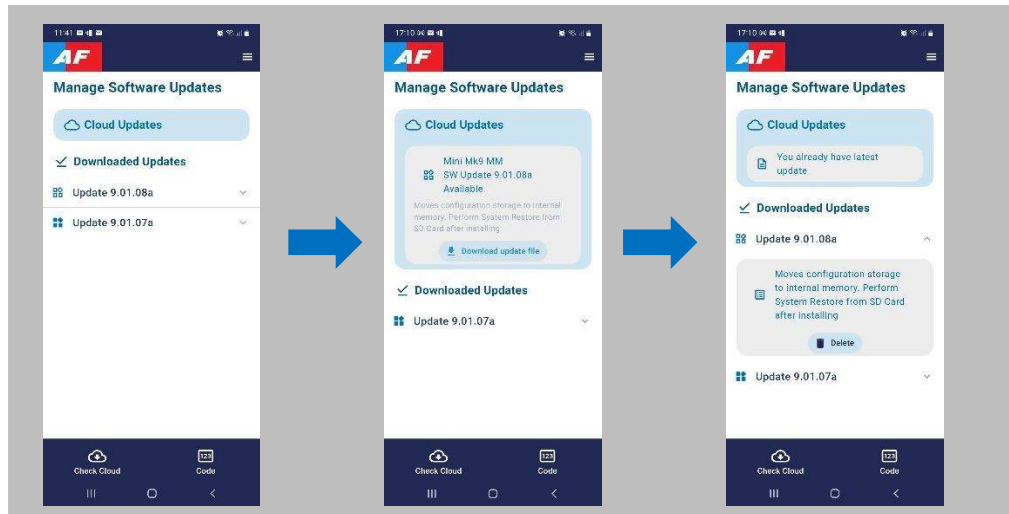 11:41
AF
Manage Software Updates
Cloud Updates
Downloaded Updates
Update 9.01.08a
Update 9.01.07a
Check Cloud
123
Code
17:10
AF
Manage Software Updates
Cloud Updates
Mini Mk9 MM
SW Update 9.01.08a
Available
Moves configuration storage to internal
memory. Perform System Restore from
SD Card after installing
Download update file
Downloaded Updates
Update 9.01.07a
Check Cloud
123
Code
17:10
AF
Manage Software Updates
Cloud Updates
You already have latest
update
Downloaded Updates
Update 9.01.08a
Moves configuration storage
to internal memory. Perform
System Restore from SD Card
after installing
Delete
Update 9.01.07a
Check Cloud
123
Code